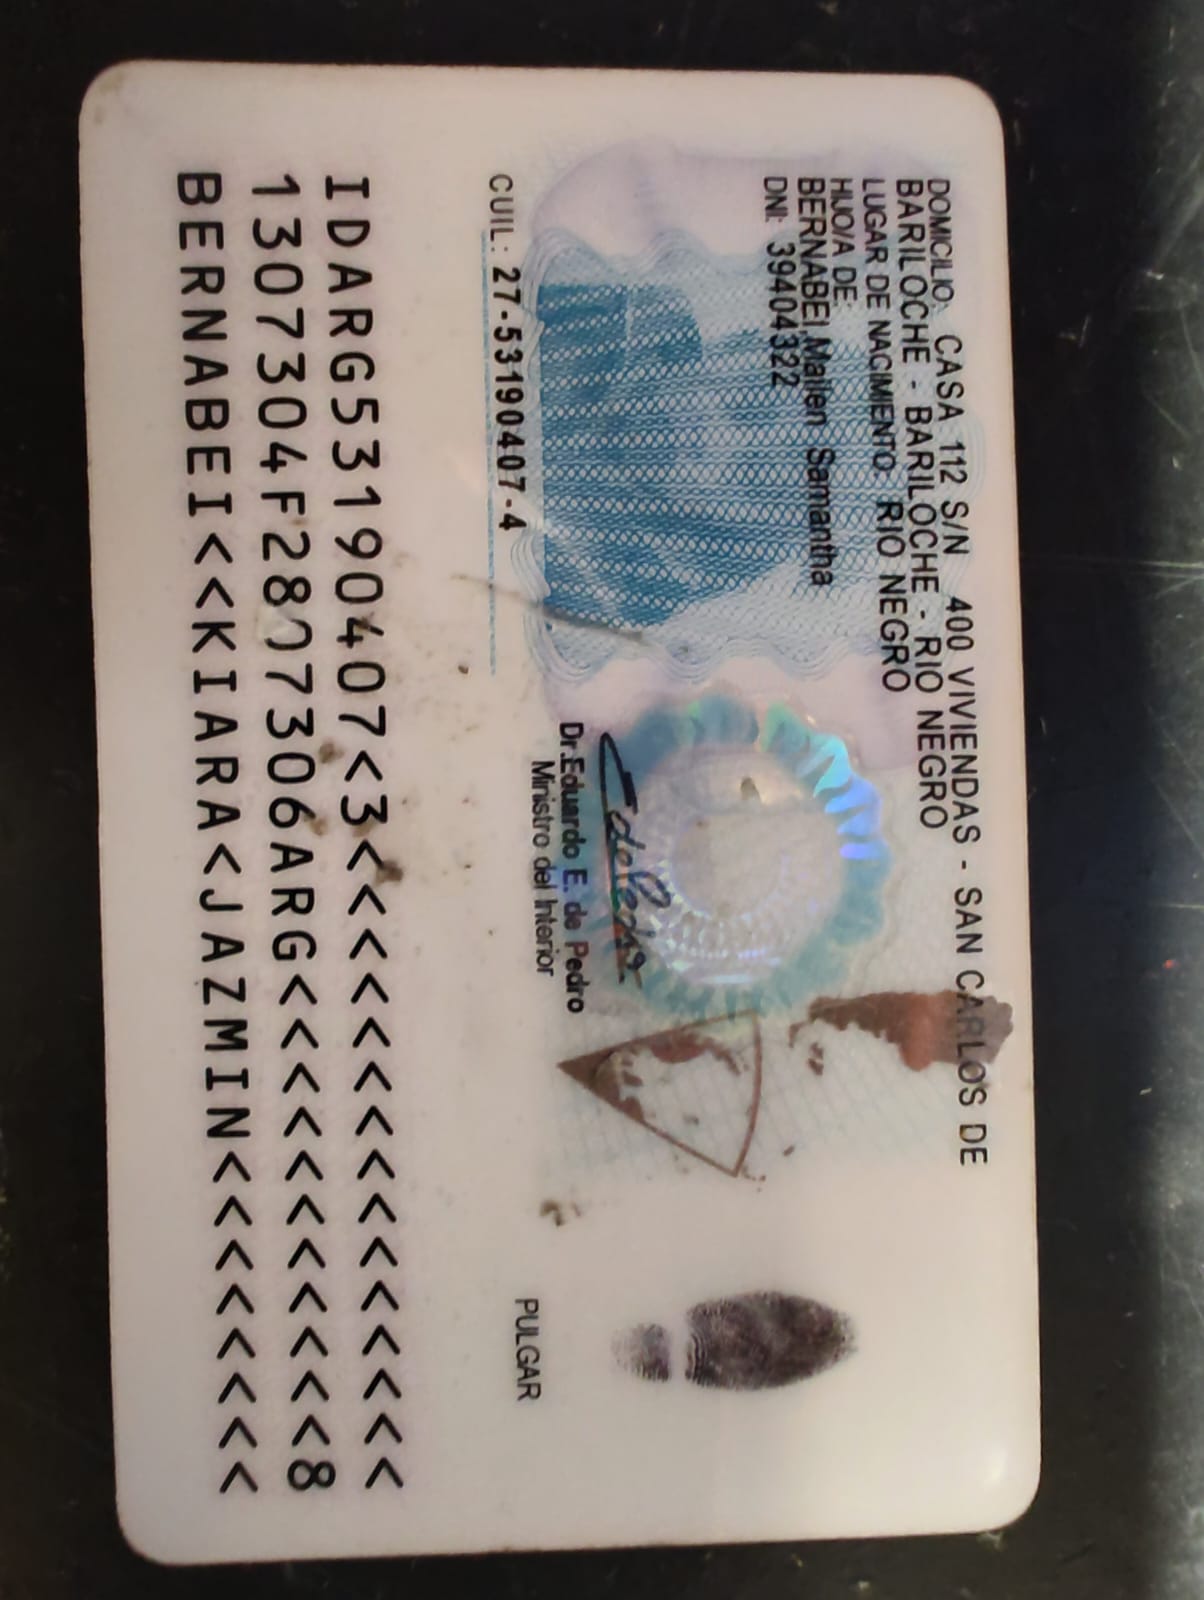 DOMICILIO: CASA 112 S/N 400 VIVIENDAS - SAN CARLOS DE
BARILOCHE - BARILOCHE - RIO NEGRO
LUGAR DE NACIMIENTO: RIO NEGRO
HIJO/A DE:
BERNABEI,Mailen Samantha
DNI: 39404322
CUIL: 27-53190407-4
Dr.Eduardo E. de Pedro
Ministro del Interior
PULGAR
IDARG53190407<3<<<<<<<<<<<<<<<
1307304F2807306ARG<<<<<<<<<<<8
BERNABEI<<KIARA<JAZMIN<<<<<<<<